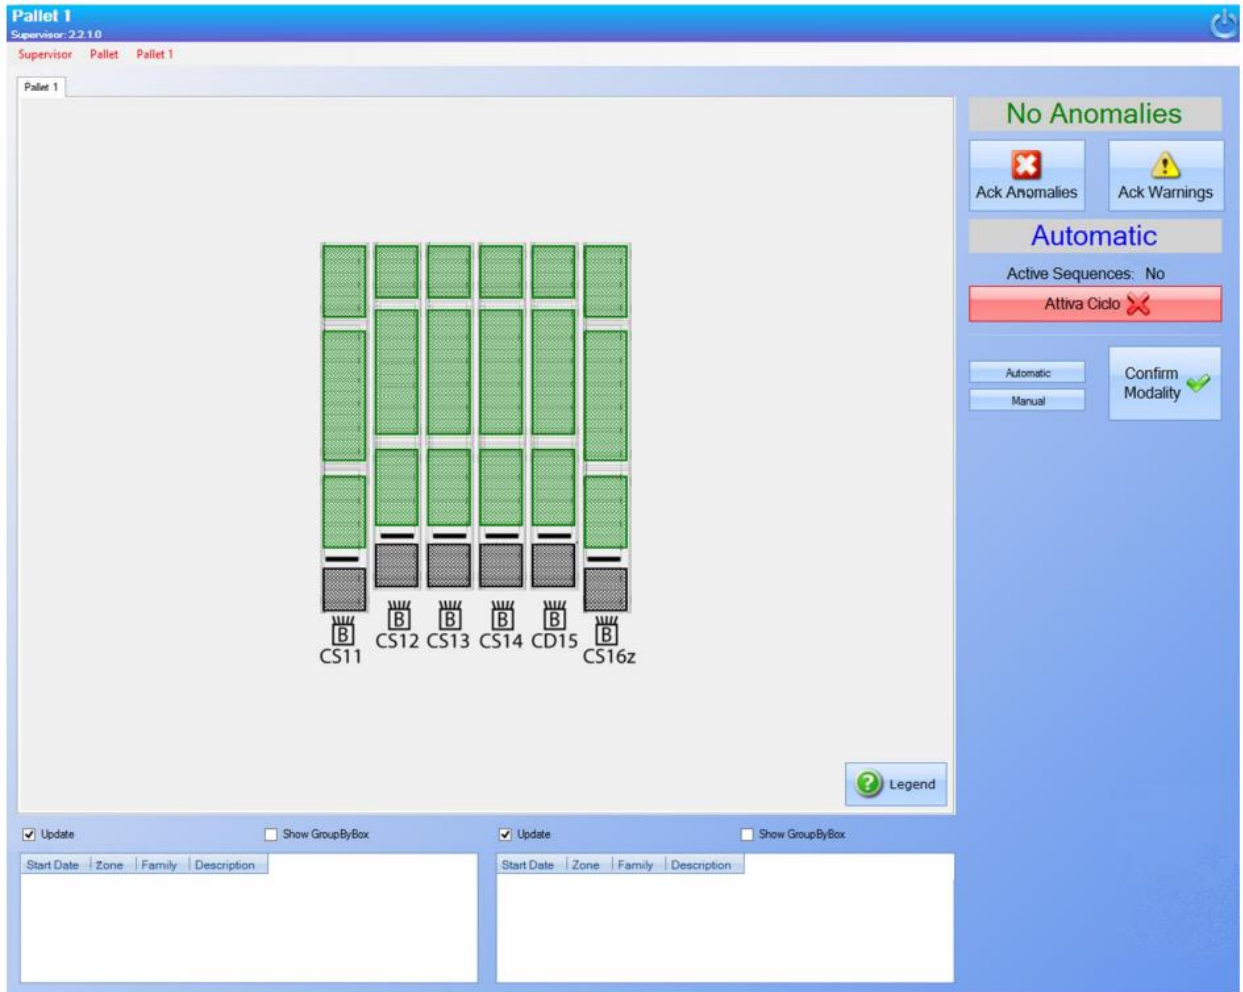 Pallet 1
Supervisor: 2.2.1.0
Supervisor Pallet Pallet 1
Pallet 1
No Anomalies
Ack Anomalies Ack Warnings
Automatic
Active Sequences: No
Attiva Ciclo
Automatic
Manual
Confirm
Modality
B B B B B B
CS11 CS12 CS13 CS14 CD15 CS16z
Legend
Update Show GroupByBox Update Show GroupByBox
Start Date Zone Family Description Start Date Zone Family Description